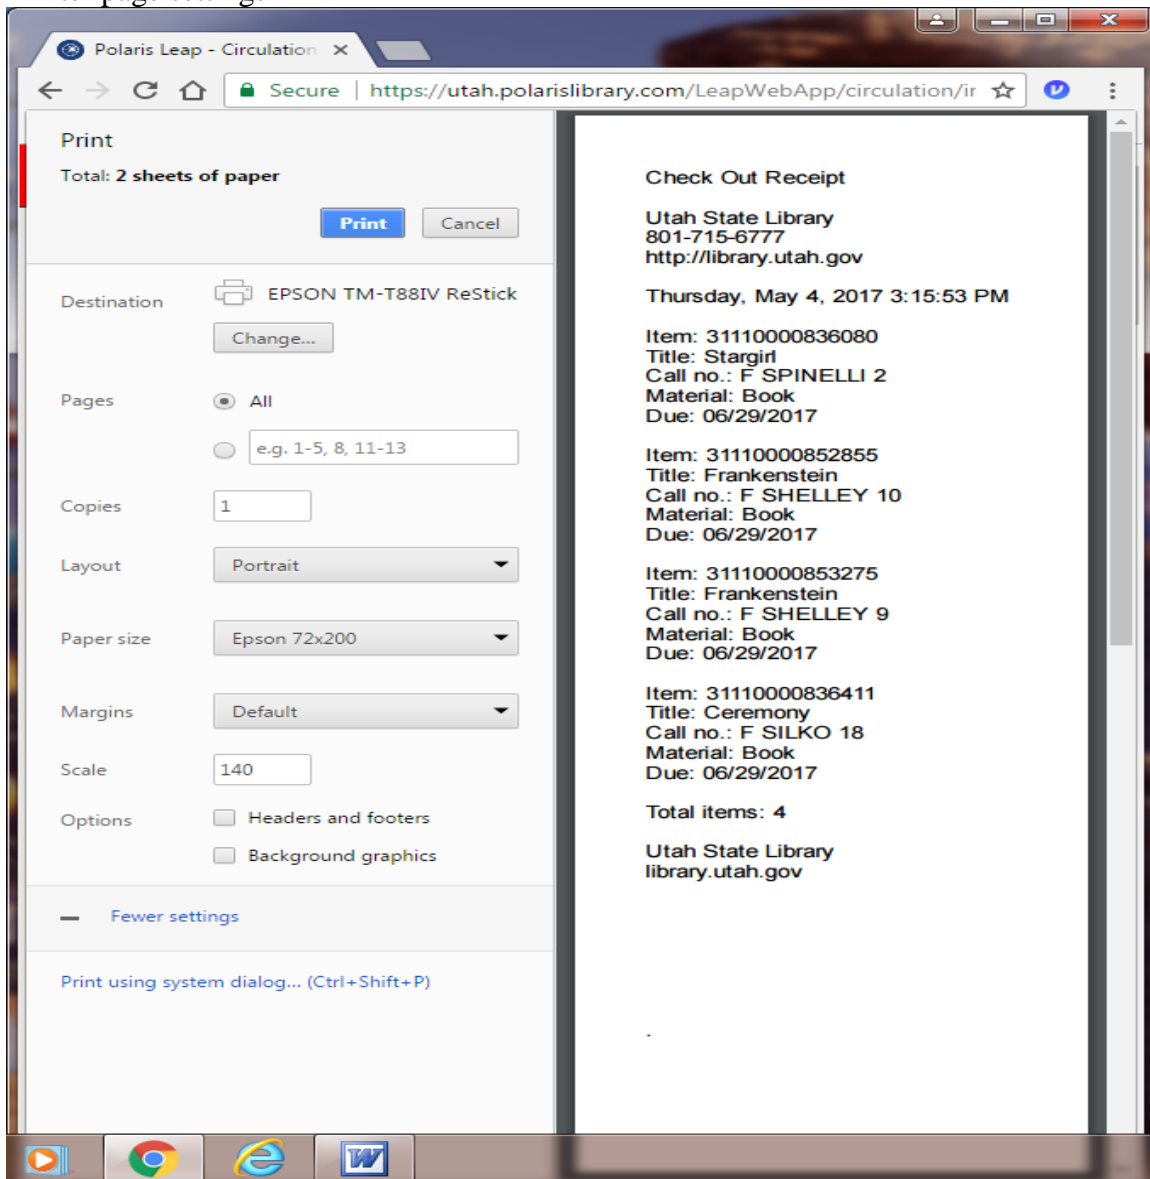 Polaris Leap - Circulation
Secure | https://utah.polarislibrary.com/LeapWebApp/circulation/ir
Print
Total: 2 sheets of paper
Print Cancel
Destination EPSON TM-T88IV ReStick
Change...
Pages All
e.g. 1-5, 8, 11-13
Copies 1
Layout Portrait
Paper size Epson 72x200
Margins Default
Scale 140
Options Headers and footers
Background graphics
Fewer settings
Print using system dialog... (Ctrl+Shift+P)
Check Out Receipt
Utah State Library
801-715-6777
http://library.utah.gov
Thursday, May 4, 2017 3:15:53 PM
Item: 31110000836080
Title: Stargirl
Call no.: F SPINELLI 2
Material: Book
Due: 06/29/2017
Item: 31110000852855
Title: Frankenstein
Call no.: F SHELLEY 10
Material: Book
Due: 06/29/2017
Item: 31110000853275
Title: Frankenstein
Call no.: F SHELLEY 9
Material: Book
Due: 06/29/2017
Item: 31110000836411
Title: Ceremony
Call no.: F SILKO 18
Material: Book
Due: 06/29/2017
Total items: 4
Utah State Library
library.utah.gov